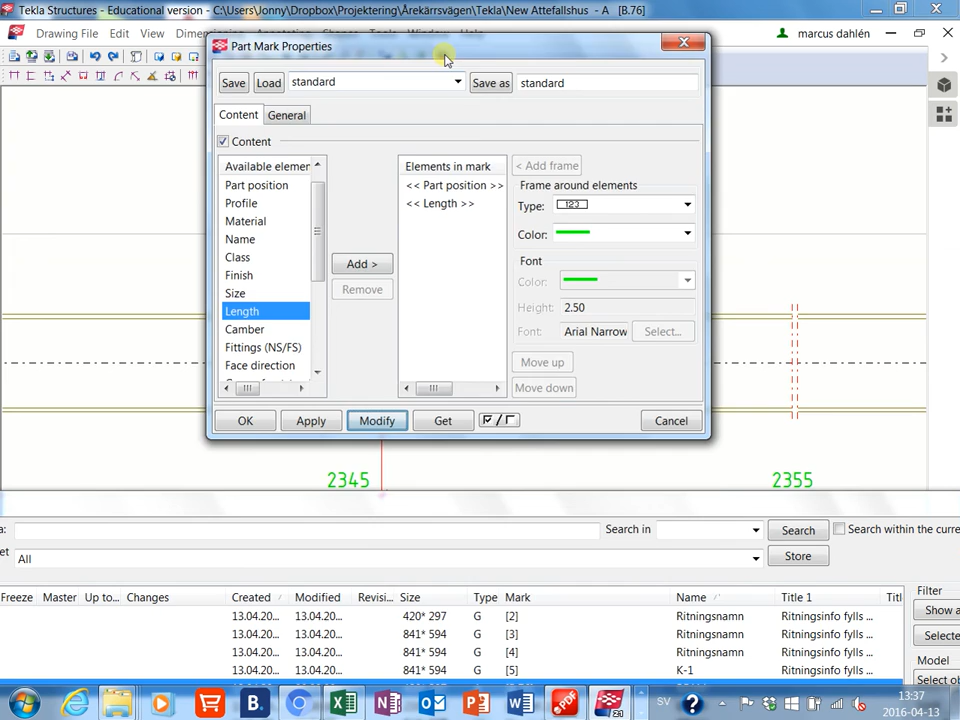 Tekla Structures - Educational version - C:\Users\Jonny\Dropbox\Projektering\Årekärrsvägen\Tekla\New Attefallshus - A [B.76]
Drawing File Edit View
marcus dahlén
Part Mark Properties
Save Load standard Save as standard
Content General
Content
Available elemen
Part position
Profile
Material
Name
Class
Finish
Size
Length
Camber
Fittings (NS/FS)
Face direction
Add >
Remove
Elements in mark
<< Part position >>
<< Length >>
< Add frame
Frame around elements
Type: 123
Color:
Font
Color:
Height: 2.50
Font: Arial Narrow Select...
Move up
Move down
OK Apply Modify Get Cancel
2345 2355
a: Search in Search Search within the curre
et All Store
Freeze Master Up to... Changes Created Modified Revisi... Size Type Mark Name Title 1 Titl
13.04.20... 13.04.20... 420* 297 G [2] Ritningsnamn Ritningsinfo fylls ...
13.04.20... 13.04.20... 841* 594 G [3] Ritningsnamn Ritningsinfo fylls ...
13.04.20... 13.04.20... 841* 594 G [4] Ritningsnamn Ritningsinfo fylls ...
13.04.20... 13.04.20... 841* 594 G [5] K-1 Ritningsinfo fylls ...
Filter
Show a
Selecte
Model
Select ob
SV
13:37
2016-04-13